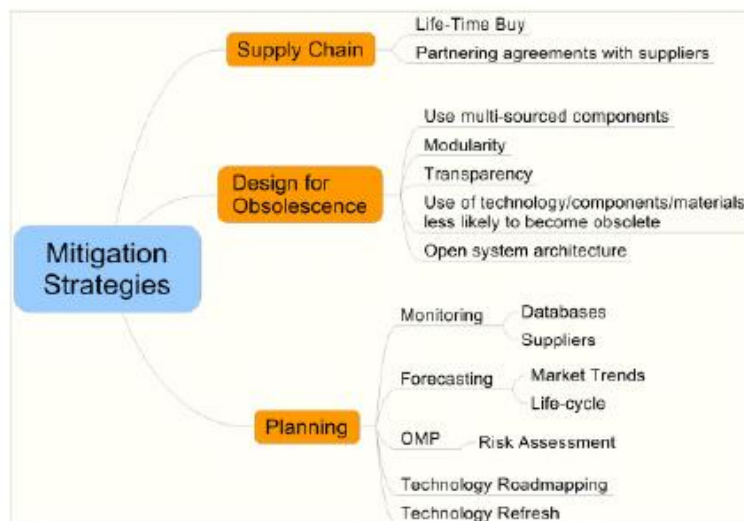 Mitigation
Strategies
Supply Chain
Life-Time Buy
Partnering agreements with suppliers
Design for
Obsolescence
Use multi-sourced components
Modularity
Transparency
Use of technology/components/materials
less likely to become obsolete
Open system architecture
Planning
Monitoring
Databases
Suppliers
Forecasting
Market Trends
Life-cycle
OMP
Risk Assessment
Technology Roadmapping
Technology Refresh